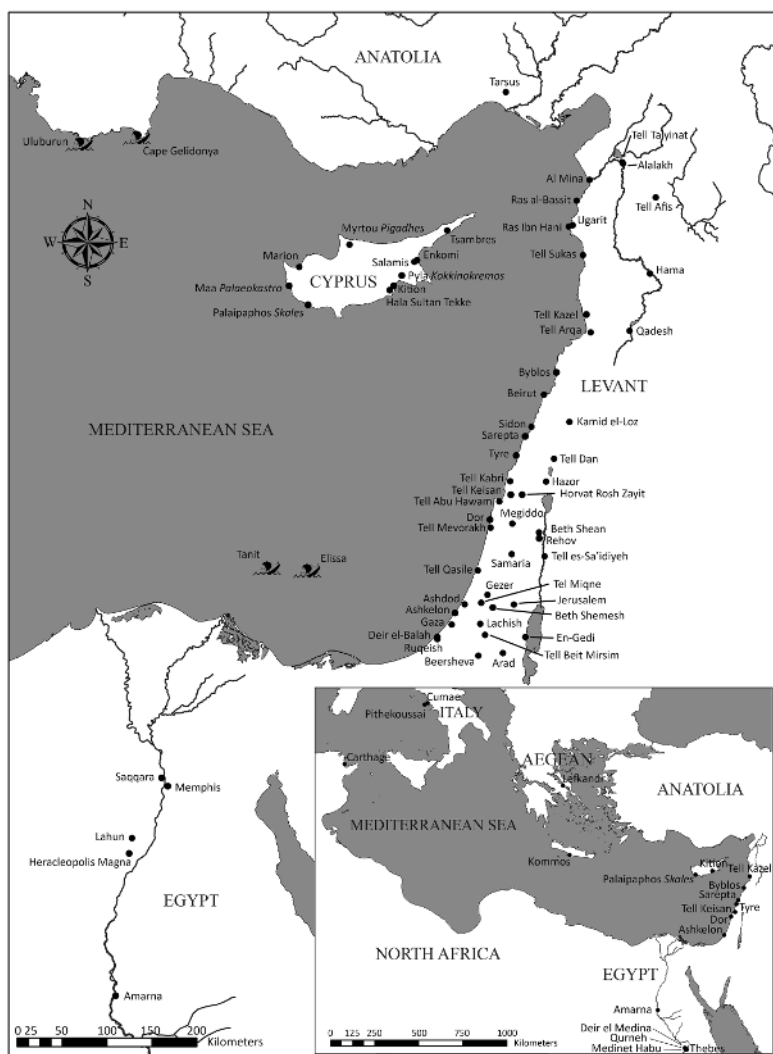 ANATOLIA
Tarsus
Uluburun
Cape Gelidonya
Tell Taiyinat
Alalakh
Al Mina
Tell Afis
Ras al-Bassit
N
W E
S
Myrtou Pigadhes
Tsambres
Ras Ibn Hani
Ugarit
Marion
Salamis
Enkomi
Tell Sukas
CYPRUS
Pyla Kokkinokremos
Hama
Maa Palaeokastro
Kition
Hala Sultan Tekke
Palaipaphos Skales
Tell Kazel
Tell Arqa
Qadesh
Byblos
LEVANT
Beirut
MEDITERRANEAN SEA
Sidon
Kamid el-Loz
Sarepta
Tyre
Tell Dan
Tell Kabri
Hazor
Tell Keisan
Horvat Rosh Zayit
Tell Abu Hawam
Megiddo
Dor
Tell Mevorakh
Beth Shean
Rehov
Tanit
Elissa
Samaria
Tell es-Sa'idiyeh
Tell Qasile
Gezer
Tel Miqne
Ashdod
Jerusalem
Ashkelon
Beth Shemesh
Gaza
Lachish
Deir el-Balah
En-Gedi
Ruqeish
Tell Beit Mirsim
Beersheva
Arad
Saqqara
Memphis
Lahun
Heracleopolis Magna
EGYPT
Amarna
0 25 50 100 150 200
Kilometers
Cumae
Pithekoussai
ITALY
Carthage
AEGEAN
Lefkandi
ANATOLIA
MEDITERRANEAN SEA
Kommos
Kition
Tell Kazel
Palaipaphos Skales
Byblos
Sarepta
Tell Keisan
Tyre
Dor
Ashkelon
NORTH AFRICA
EGYPT
Amarna
Deir el Medina
Qurneh
Medinet Habu
Thebes
0 125 250 500 750 1000
Kilometers